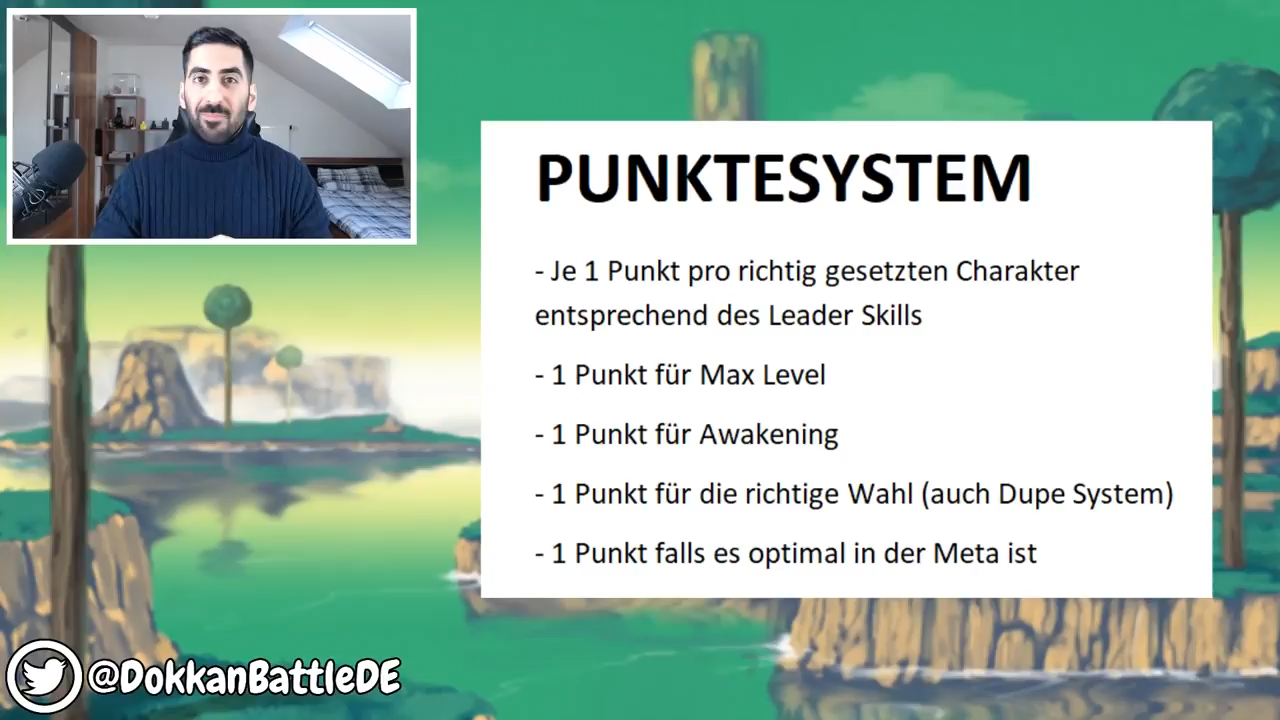 PUNKTESYSTEM
- Je 1 Punkt pro richtig gesetzten Charakter
entsprechend des Leader Skills
- 1 Punkt für Max Level
- 1 Punkt für Awakening
- 1 Punkt für die richtige Wahl (auch Dupe System)
- 1 Punkt falls es optimal in der Meta ist
@DokkanBattleDE